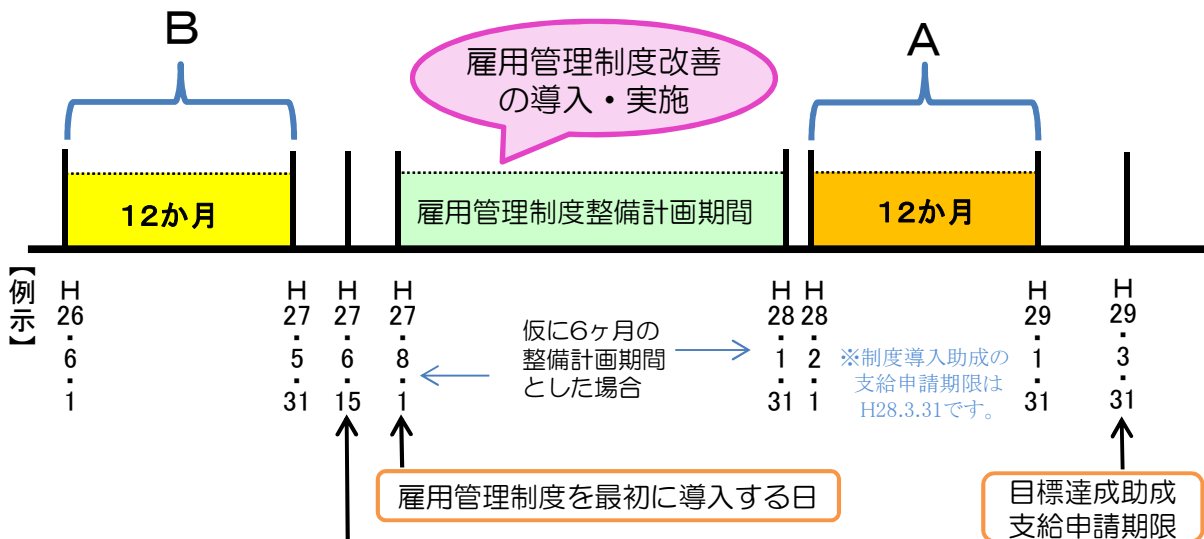 B
A
雇用管理制度改善
の導入・実施
12か月
雇用管理制度整備計画期間
12か月
【例示】
H26・6・1
H27・5・31
H27・6・15
H27・8・1
仮に6ヶ月の
整備計画期間
とした場合
H28・1・31
H28・2・1
※制度導入助成の
支給申請期限は
H28.3.31です。
H29・1・31
H29・3・31
雇用管理制度を最初に導入する日
目標達成助成
支給申請期限